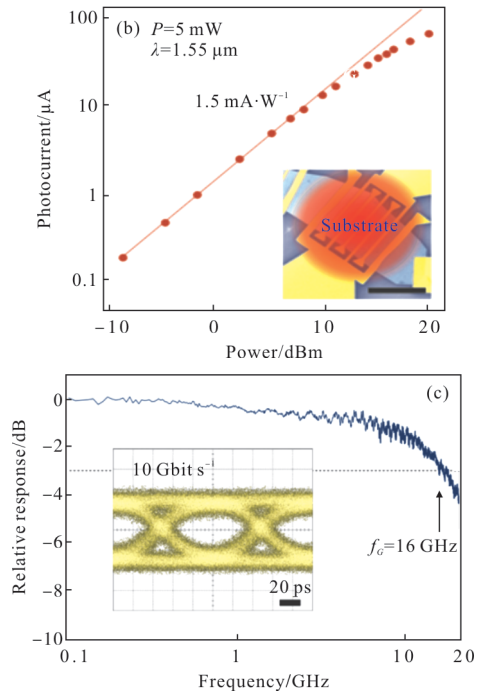 (b) P=5 mW
λ=1.55 μm
1.5 mA·W⁻¹
Substrate
Photocurrent/μA
100
10
1
0.1
−10
0
10
20
Power/dBm
(c)
10 Gbit s⁻¹
20 ps
f_G=16 GHz
Relative response/dB
0
−2
−4
−6
−8
−10
0.1
1
10
20
Frequency/GHz